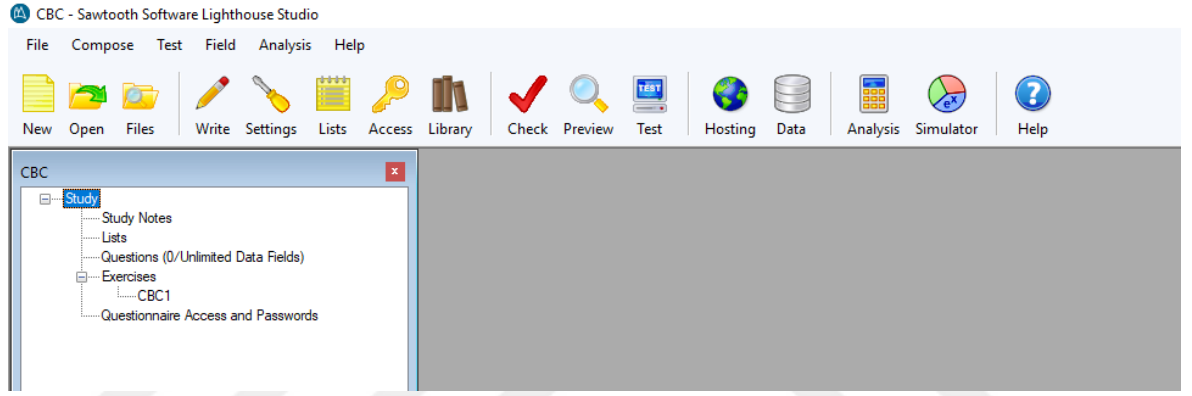 CBC - Sawtooth Software Lighthouse Studio
File Compose Test Field Analysis Help
TEST
e^x
New Open Files Write Settings Lists Access Library Check Preview Test Hosting Data Analysis Simulator Help
CBC
Study
Study Notes
Lists
Questions (0/Unlimited Data Fields)
Exercises
CBC1
Questionnaire Access and Passwords